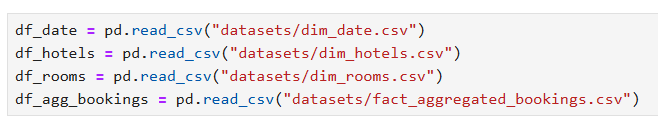 df_date = pd.read_csv("datasets/dim_date.csv")
df_hotels = pd.read_csv("datasets/dim_hotels.csv")
df_rooms = pd.read_csv("datasets/dim_rooms.csv")
df_agg_bookings = pd.read_csv("datasets/fact_aggregated_bookings.csv")